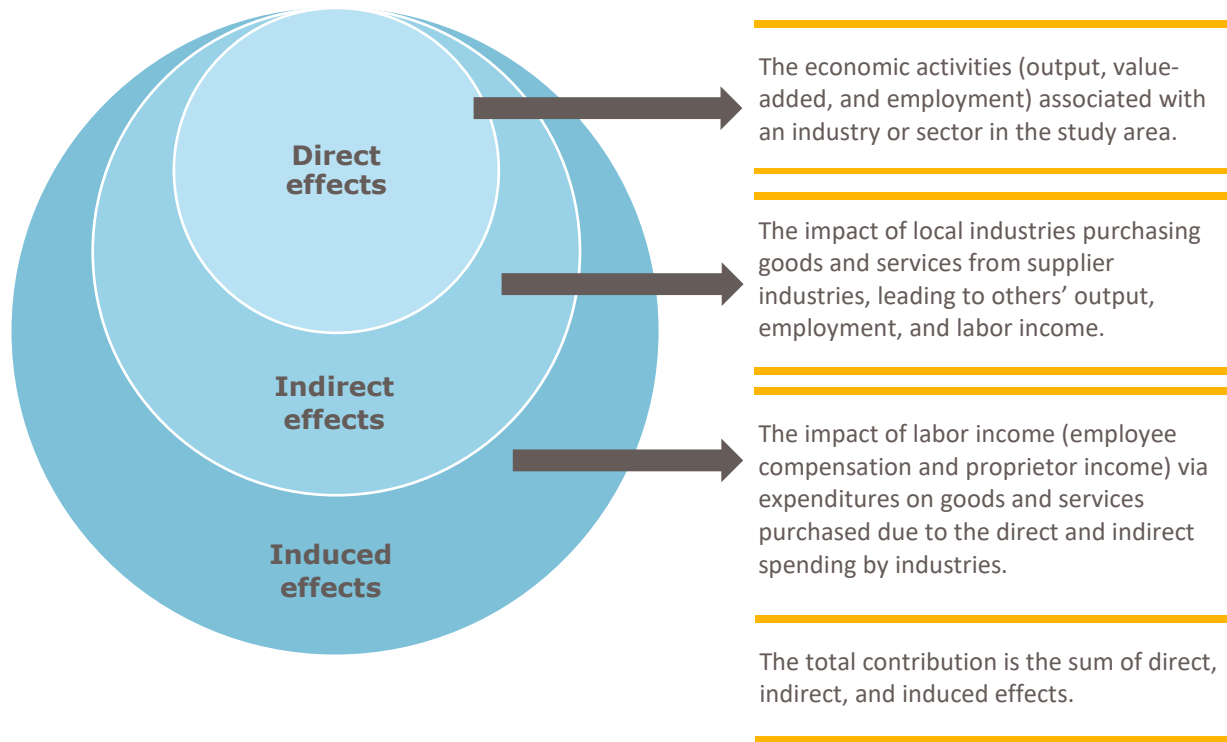 Direct
effects
Indirect
effects
Induced
effects
The economic activities (output, value-
added, and employment) associated with
an industry or sector in the study area.
The impact of local industries purchasing
goods and services from supplier
industries, leading to others’ output,
employment, and labor income.
The impact of labor income (employee
compensation and proprietor income) via
expenditures on goods and services
purchased due to the direct and indirect
spending by industries.
The total contribution is the sum of direct,
indirect, and induced effects.